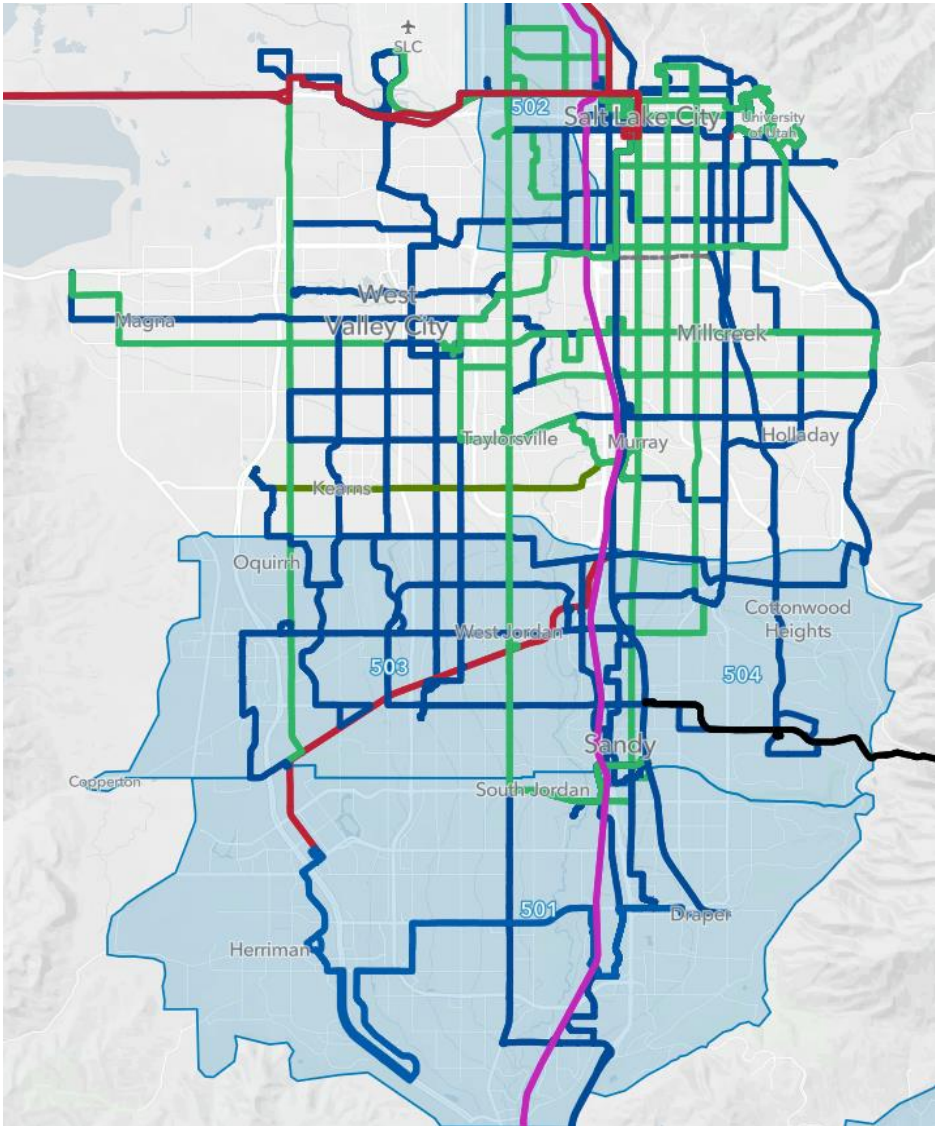 SLC
502
Salt Lake City
University
of Utah
West
Valley City
Magna
Millcreek
Taylorsville
Murray
Holladay
Kearns
Oquirrh
Cottonwood
Heights
West Jordan
503
504
Sandy
Copperton
South Jordan
501
Draper
Herriman